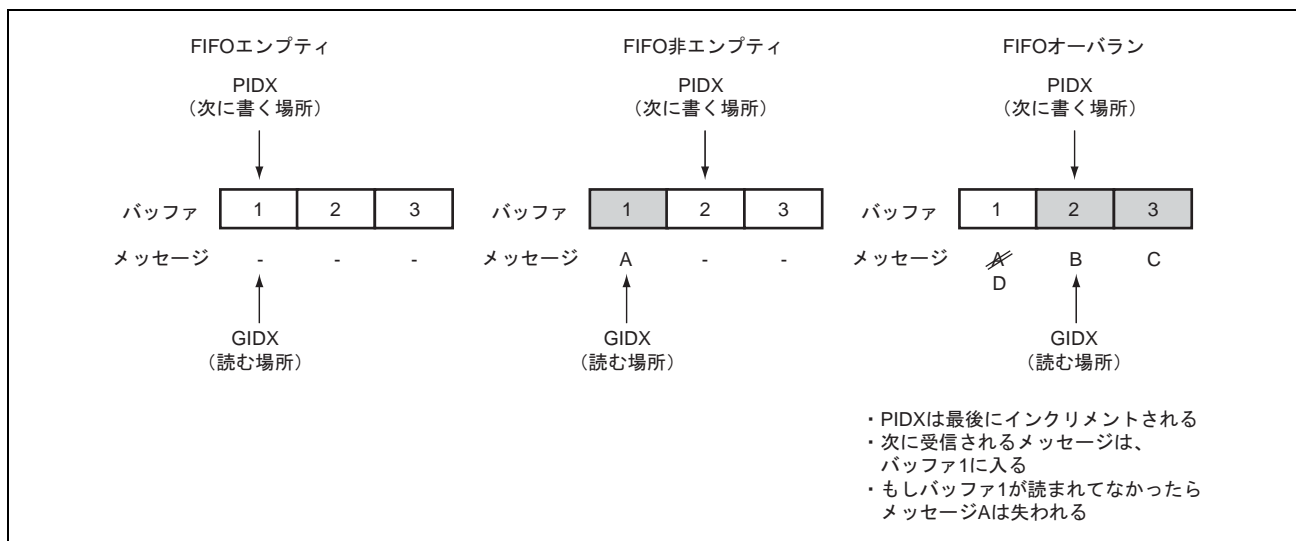 FIFOエンプティ
PIDX
（次に書く場所）
バッファ 1 2 3
メッセージ - - -
GIDX
（読む場所）
FIFO非エンプティ
PIDX
（次に書く場所）
バッファ 1 2 3
メッセージ A - -
GIDX
（読む場所）
FIFOオーバラン
PIDX
（次に書く場所）
バッファ 1 2 3
メッセージ A B C
D
GIDX
（読む場所）
・PIDXは最後にインクリメントされる
・次に受信されるメッセージは、
バッファ1に入る
・もしバッファ1が読まれてなかったら
メッセージAは失われる